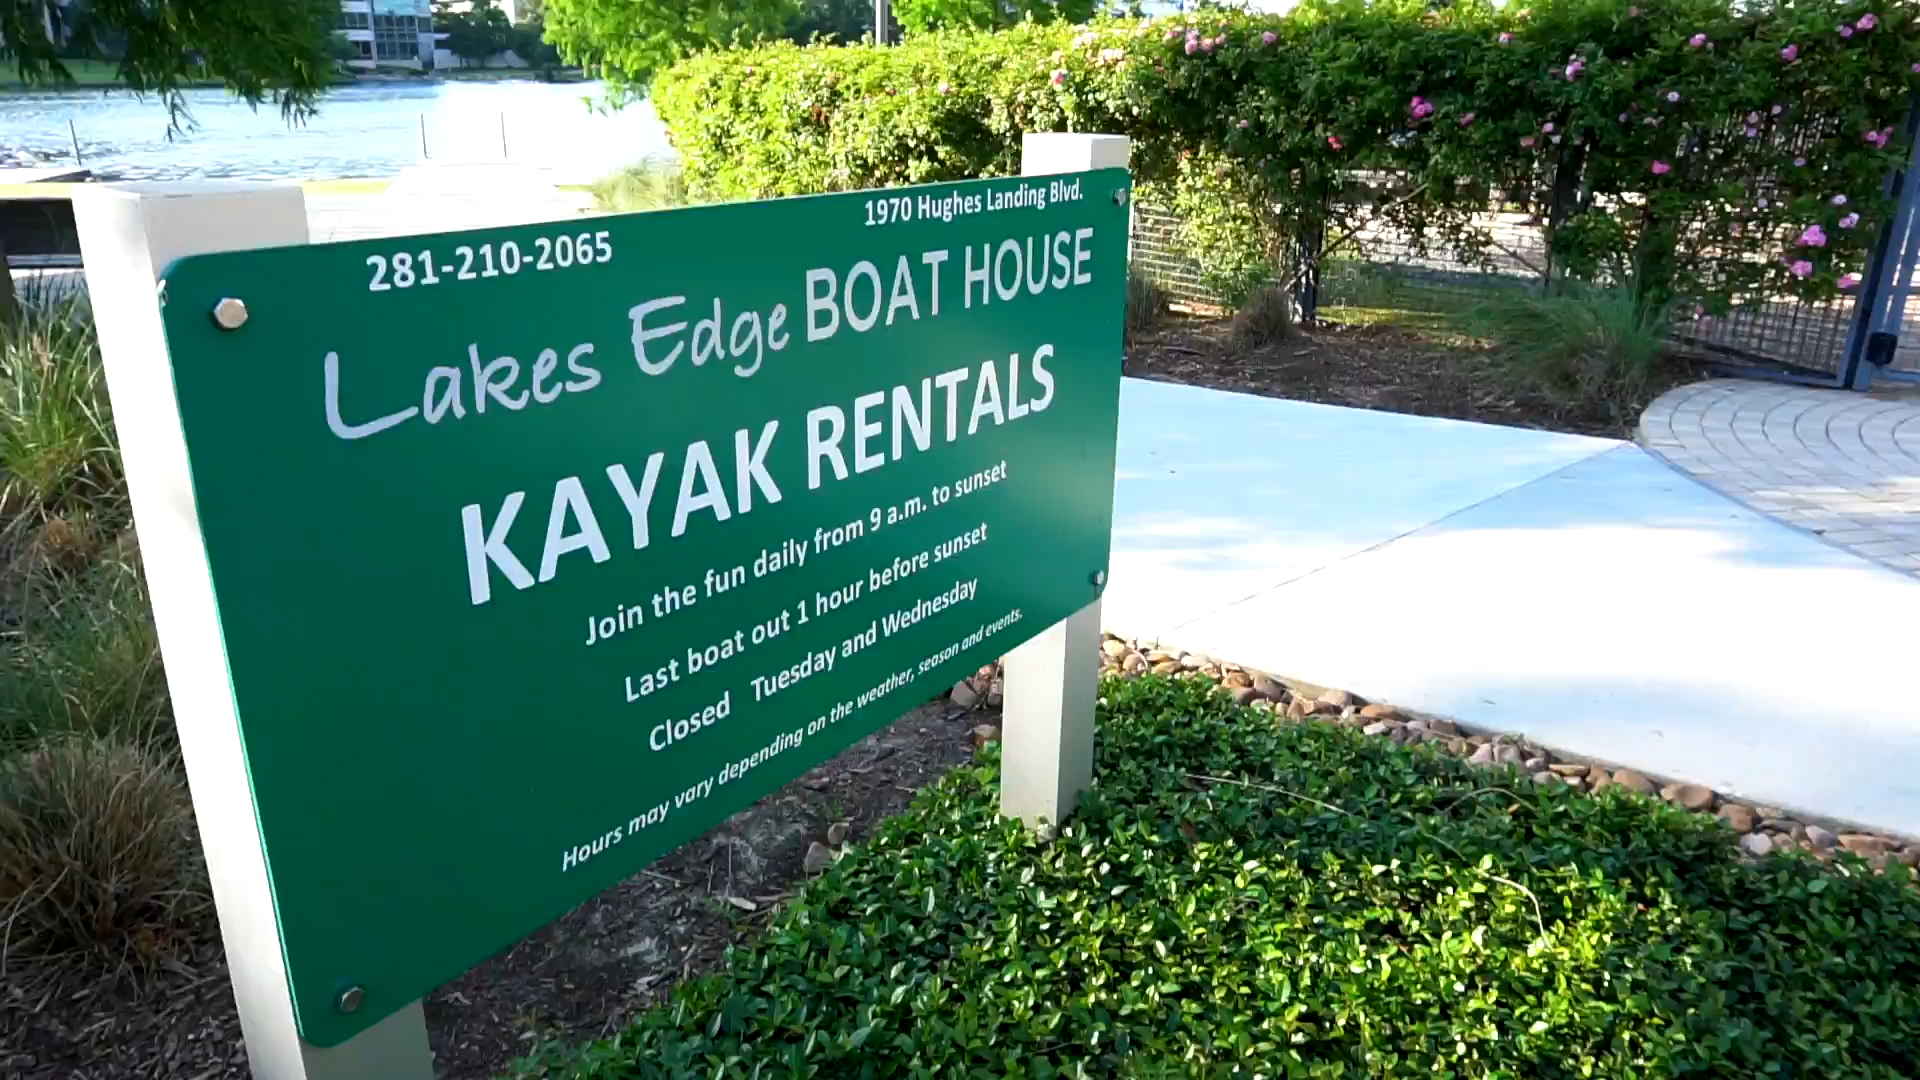 281-210-2065
1970 Hughes Landing Blvd.
Lakes Edge BOAT HOUSE
KAYAK RENTALS
Join the fun daily from 9 a.m. to sunset
Last boat out 1 hour before sunset
Closed Tuesday and Wednesday
Hours may vary depending on the weather, season and events.